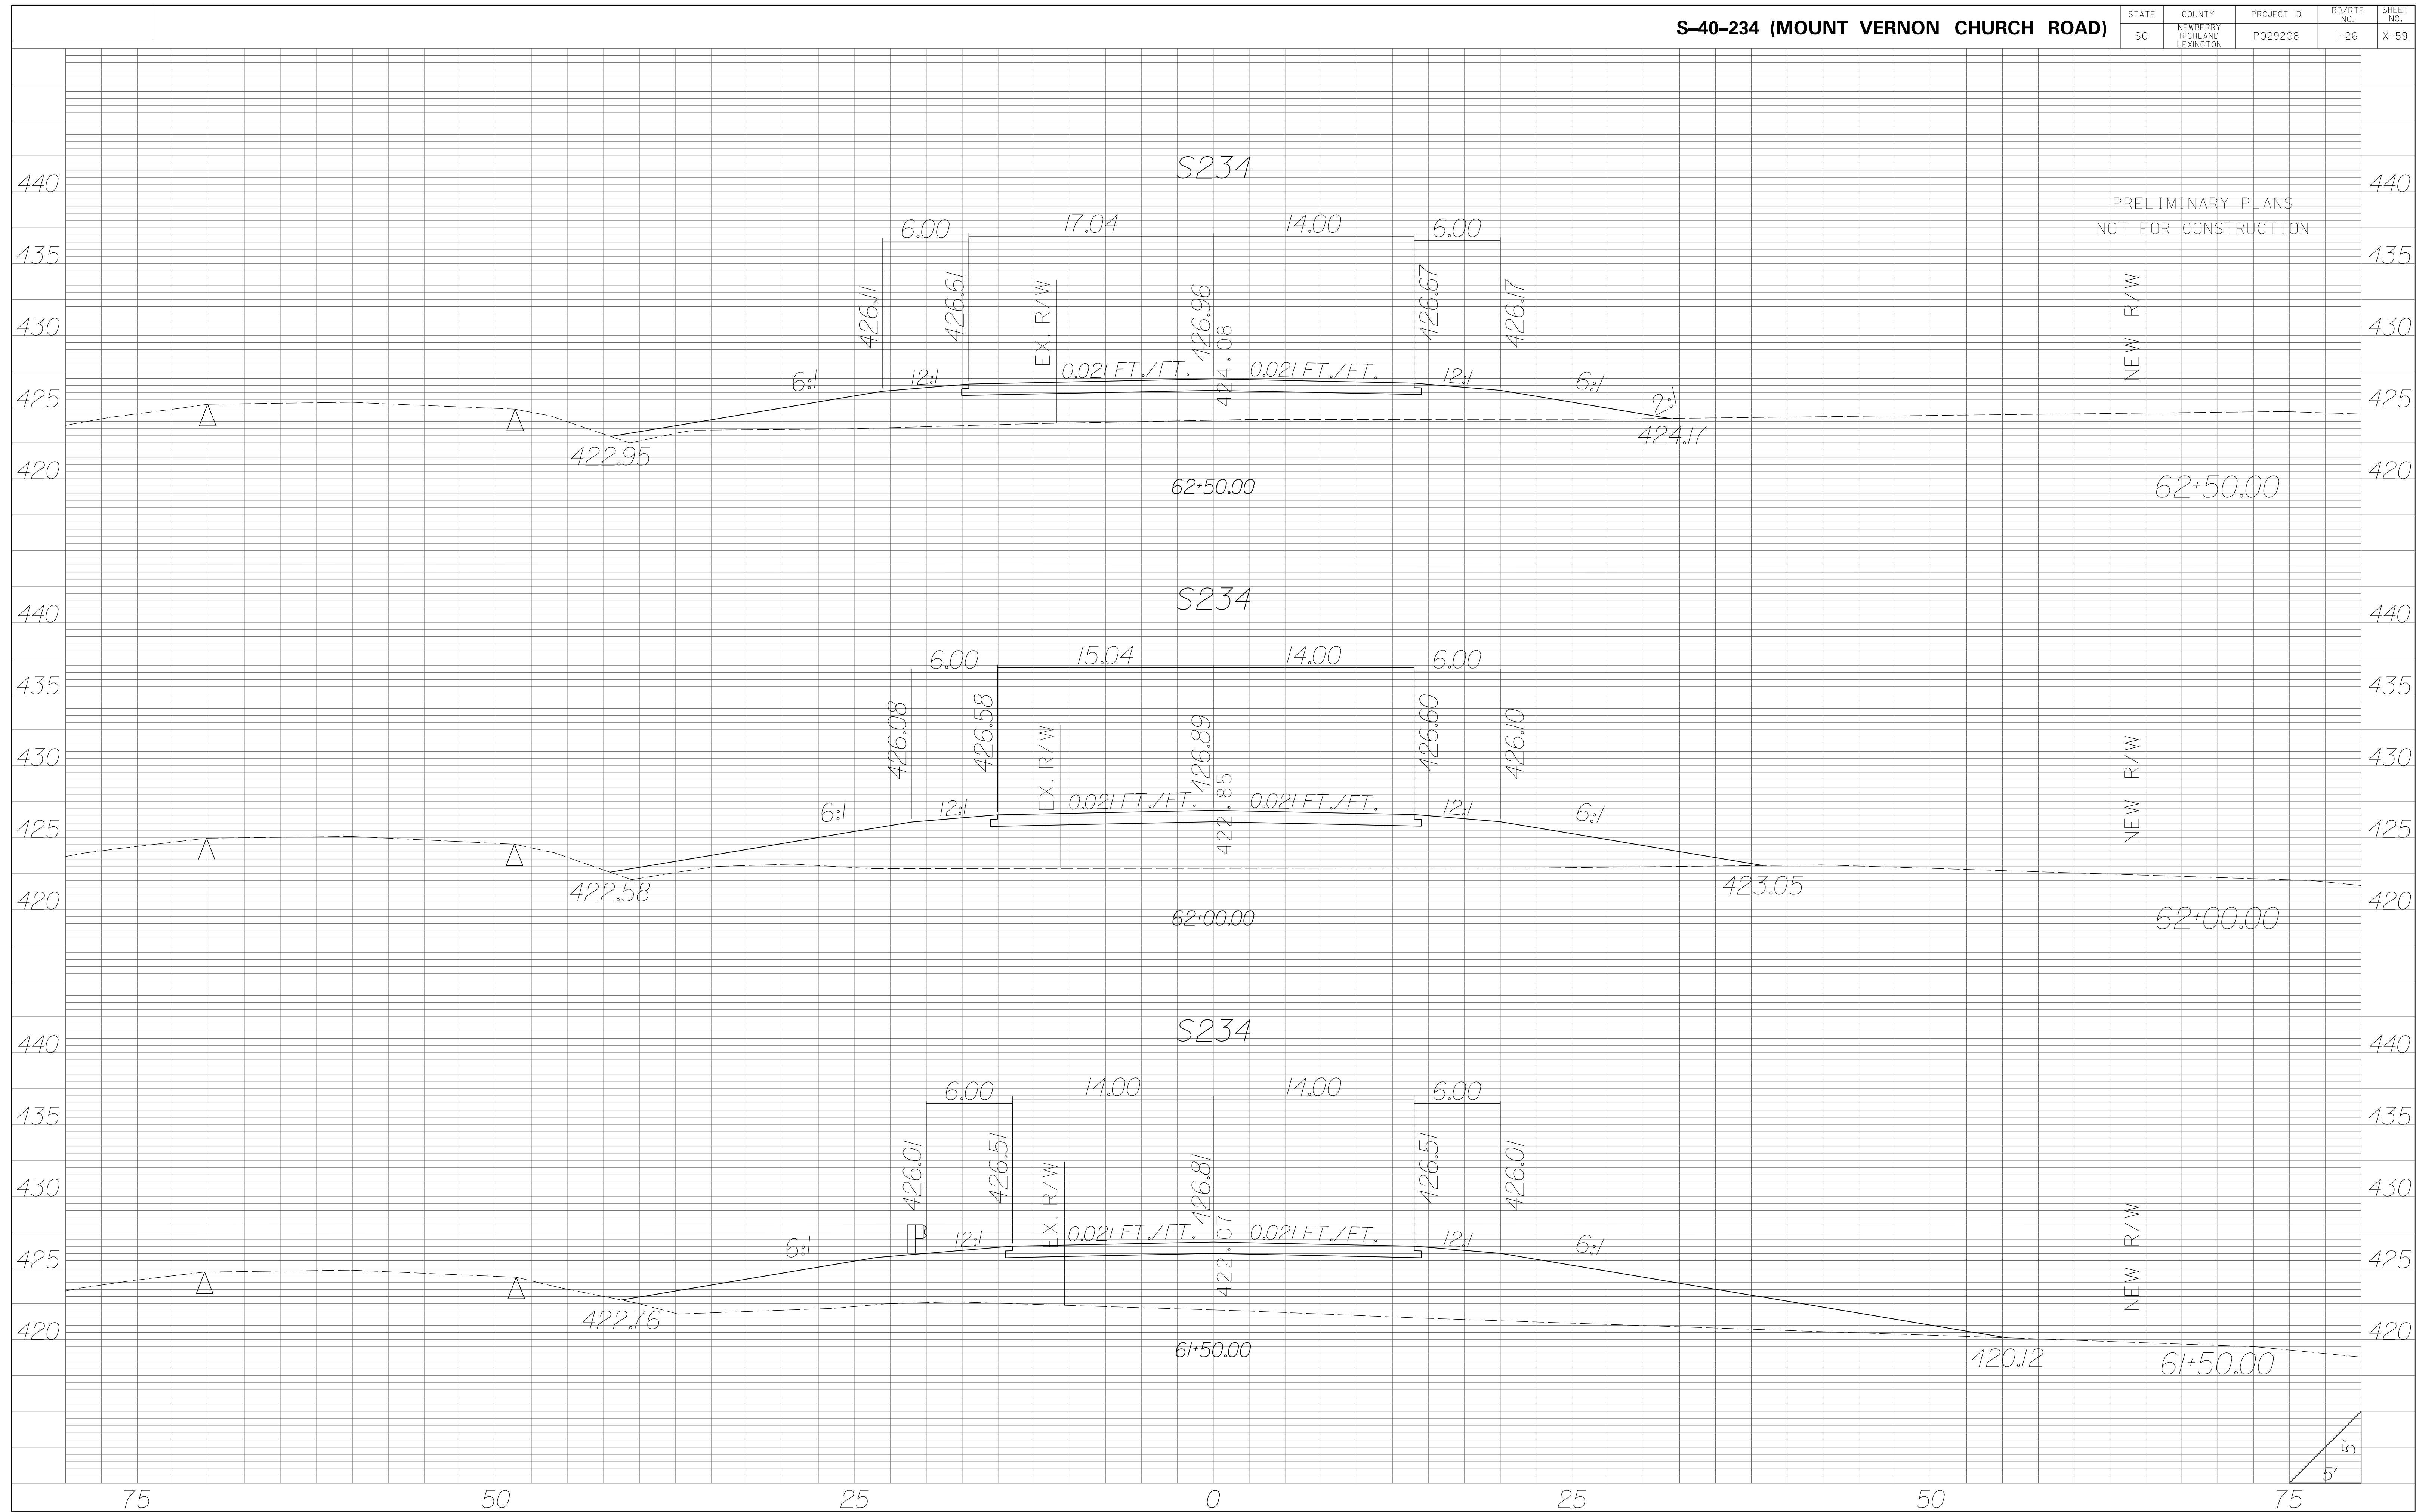 S-40-234 (MOUNT VERNON CHURCH ROAD)
STATE COUNTY PROJECT ID RD/RTE NO. SHEET NO.
SC NEWBERRY RICHLAND LEXINGTON P029208 I-26 X-591
PRELIMINARY PLANS
NOT FOR CONSTRUCTION
S234
6.00 17.04 14.00 6.00
426.11 426.61 EX. R/W 426.96 424.08 426.67 426.17 NEW R/W
6:1 12:1 0.021 FT./FT. 0.021 FT./FT. 12:1 6:1 2:1
422.95 424.17
62+50.00 62+50.00
440 440
435 435
430 430
425 425
420 420
S234
6.00 15.04 14.00 6.00
426.08 426.58 EX. R/W 426.89 422.85 426.60 426.10 NEW R/W
6:1 12:1 0.021 FT./FT. 0.021 FT./FT. 12:1 6:1
422.58 423.05
62+00.00 62+00.00
440 440
435 435
430 430
425 425
420 420
S234
6.00 14.00 14.00 6.00
426.01 426.51 EX. R/W 426.81 422.07 426.51 426.01 NEW R/W
6:1 12:1 0.021 FT./FT. 0.021 FT./FT. 12:1 6:1
422.76 420.12
61+50.00 61+50.00
440 440
435 435
430 430
425 425
420 420
5'
5'
75 50 25 0 25 50 75